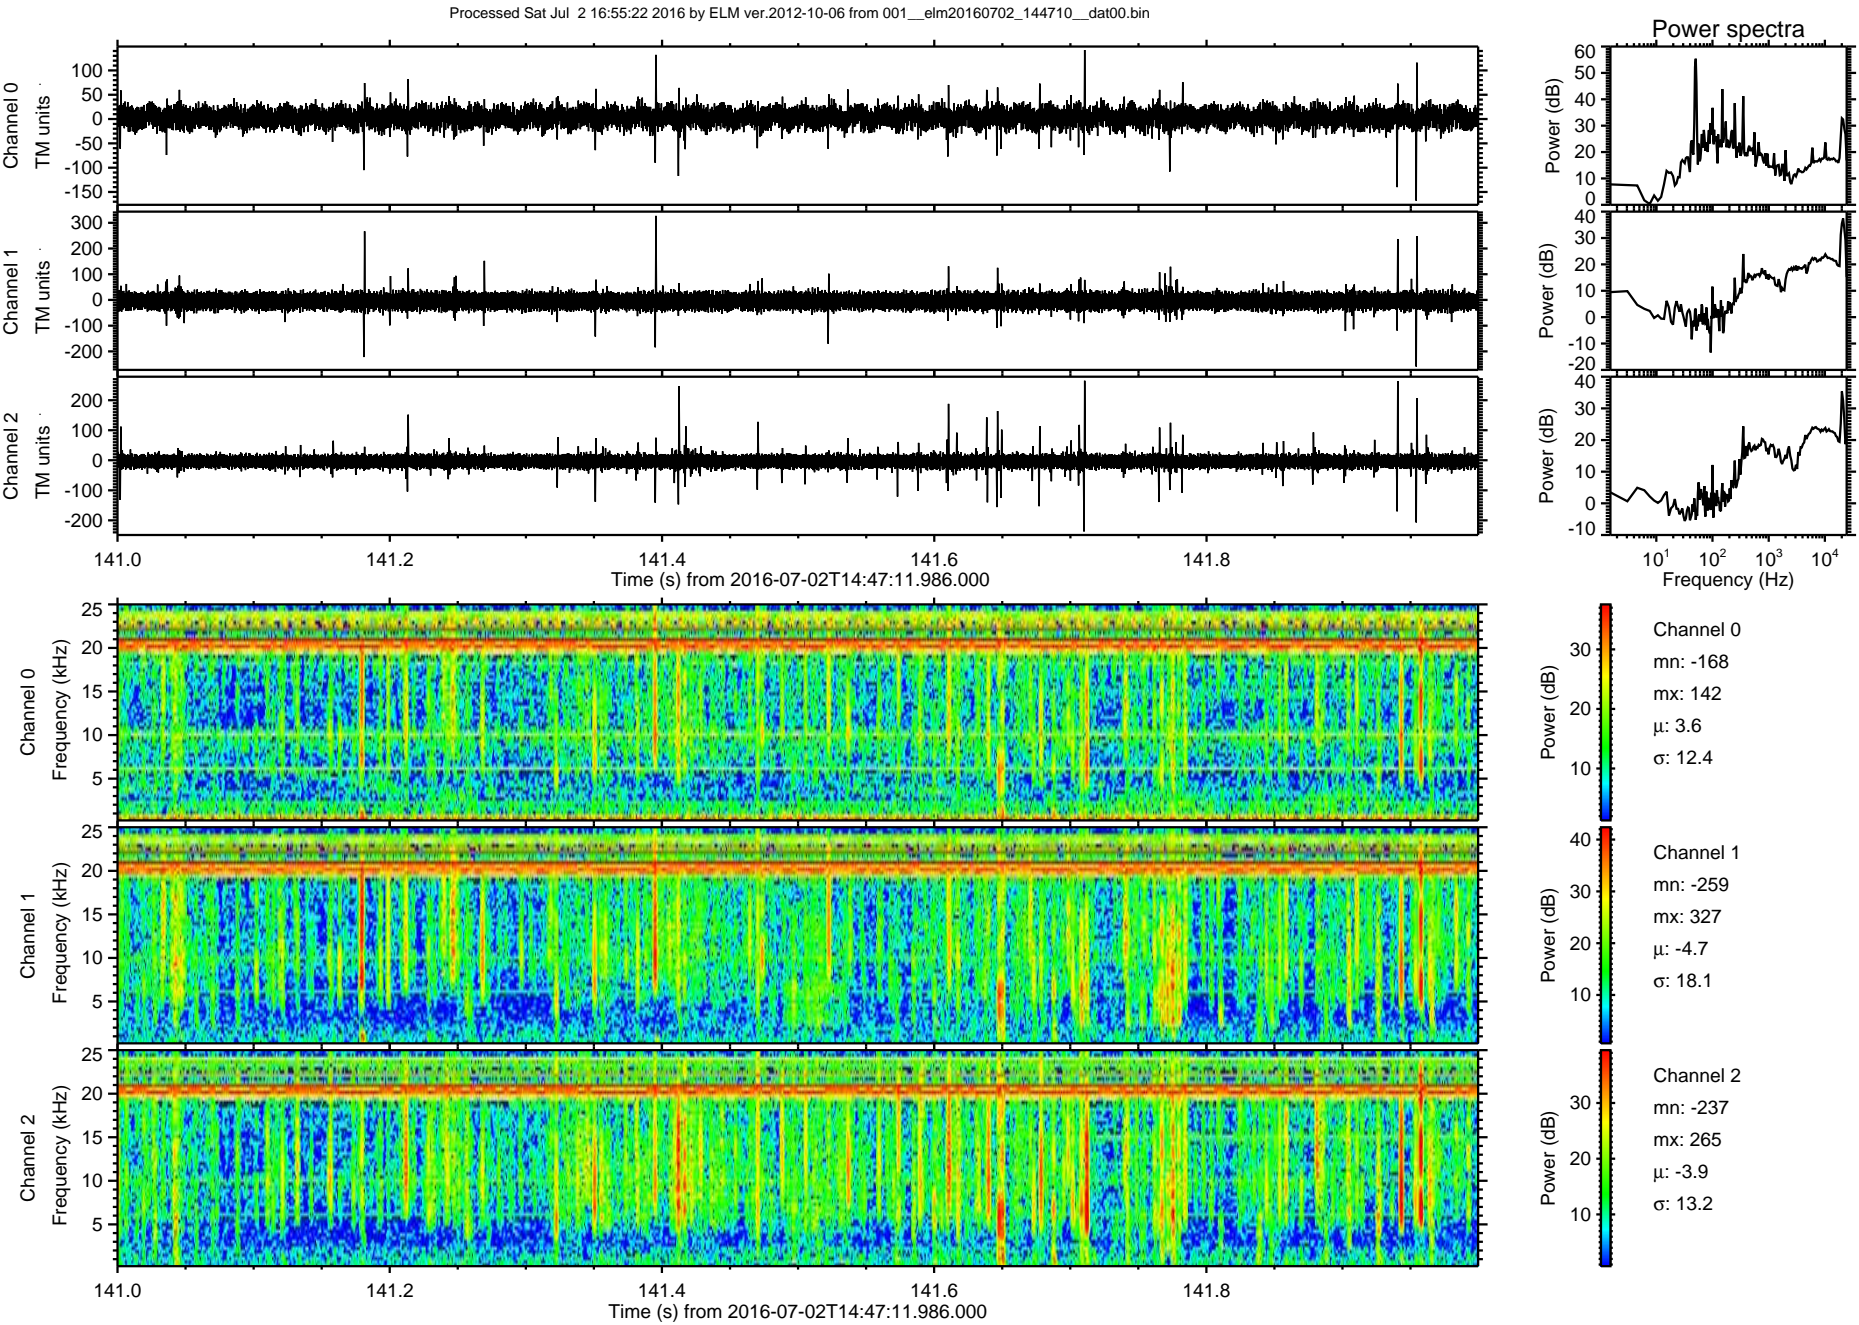 Processed Sat Jul  2 16:55:22 2016 by ELM ver.2012-10-06 from 001__elm20160702_144710__dat00.bin
Power spectra
Channel 0
TM units
100
50
0
-50
-100
-150
Power (dB)
60
50
40
30
20
10
0
Channel 1
TM units
300
200
100
0
-100
-200
Power (dB)
40
30
20
10
0
-10
-20
Channel 2
TM units
200
100
0
-100
-200
Power (dB)
40
30
20
10
0
-10
141.0 141.2 141.4 141.6 141.8
Time (s) from 2016-07-02T14:47:11.986.000
10¹ 10² 10³ 10⁴
Frequency (Hz)
Channel 0
Frequency (kHz)
25
20
15
10
5
Power (dB)
30
20
10
Channel 0
mn: -168
mx: 142
μ: 3.6
σ: 12.4
Channel 1
Frequency (kHz)
25
20
15
10
5
Power (dB)
40
30
20
10
Channel 1
mn: -259
mx: 327
μ: -4.7
σ: 18.1
Channel 2
Frequency (kHz)
25
20
15
10
5
Power (dB)
30
20
10
Channel 2
mn: -237
mx: 265
μ: -3.9
σ: 13.2
141.0 141.2 141.4 141.6 141.8
Time (s) from 2016-07-02T14:47:11.986.000